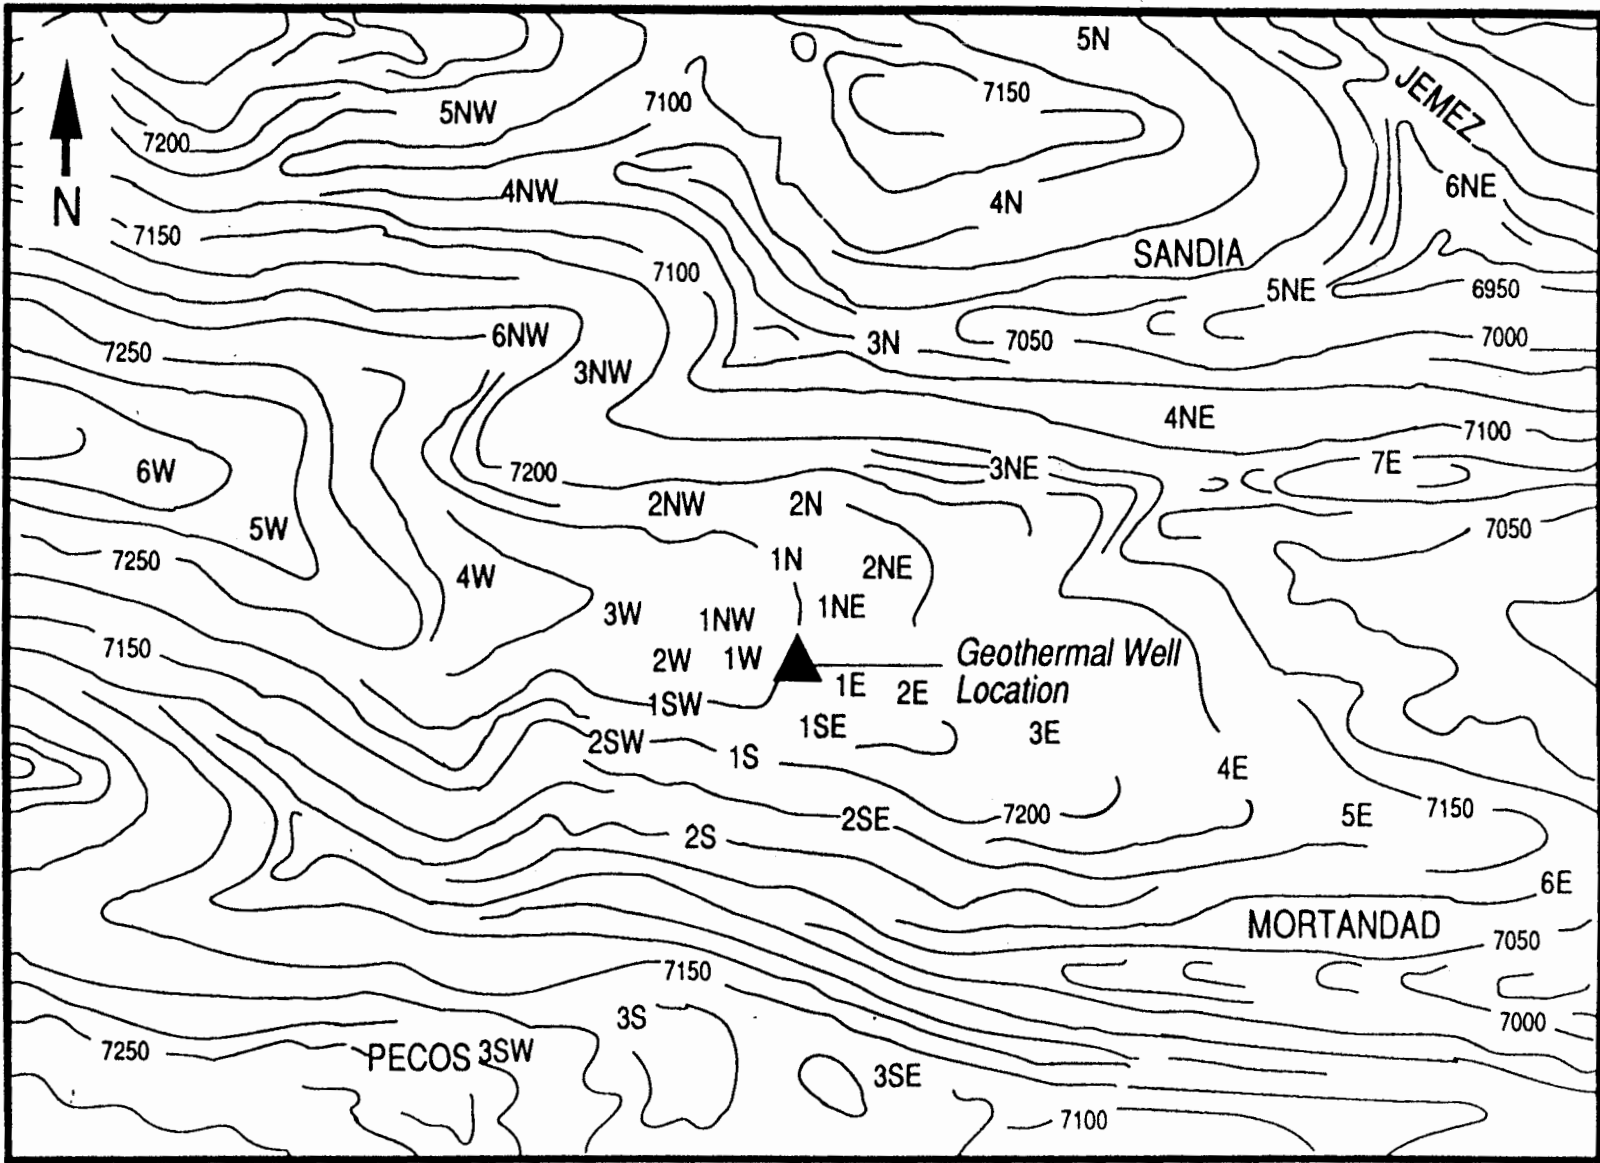 5N
JEMEZ
7150
7100
5NW
7200
6NE
4NW
4N
N
7150
SANDIA
7100
5NE
6950
6NW
3N
7050
7000
7250
3NW
4NE
7100
7E
6W
7200
3NE
2NW
2N
7050
5W
7250
1N
2NE
4W
1NE
3W
1NW
7150
2W
1W
Geothermal Well
Location
1E
2E
1SW
1SE
3E
2SW
1S
4E
7200
7150
2SE
5E
2S
6E
MORTANDAD
7050
7150
3S
7000
7250
PECOS
3SW
3SE
7100